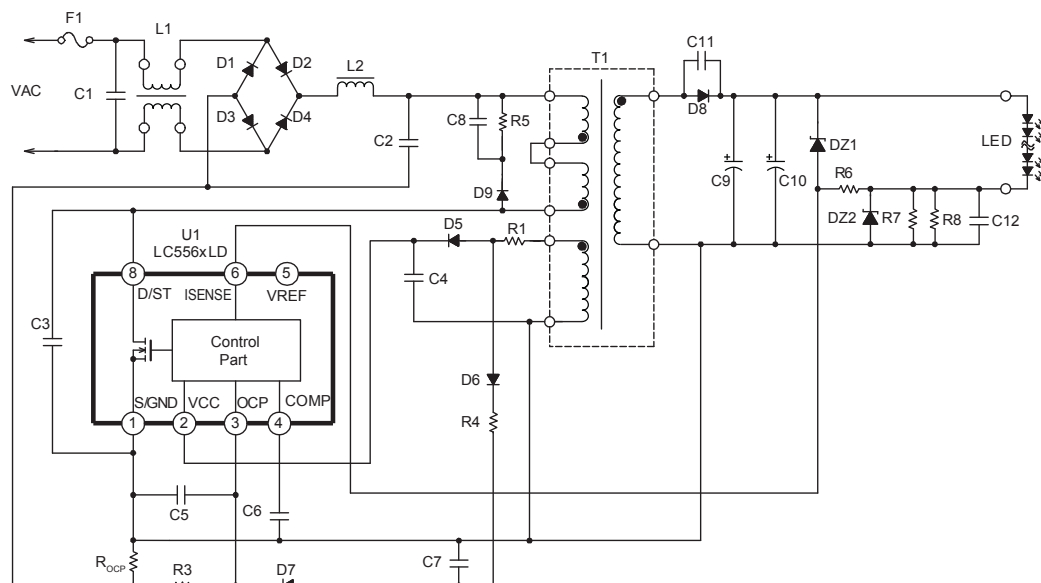 F1
L1
T1
C11
VAC
C1
D1
D2
D3
D4
L2
C2
C8
R5
D8
D9
C9
C10
DZ1
LED
R6
DZ2
R7
R8
C12
U1
LC556xLD
D5
R1
C4
8
6
5
D/ST
ISENSE
VREF
C3
Control
Part
S/GND
VCC
OCP
COMP
1
2
3
4
D6
R4
C5
C6
ROCP
R3
D7
C7